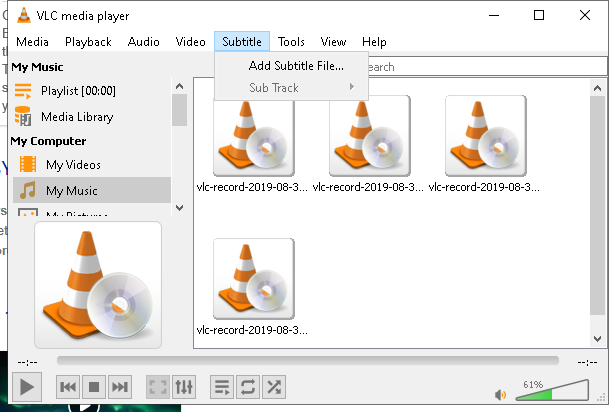 VLC media player
Media Playback Audio Video Subtitle Tools View Help
Add Subtitle File...
Sub Track
earch
My Music
Playlist [00:00]
Media Library
My Computer
My Videos
My Music
My Pictures
vlc-record-2019-08-3... vlc-record-2019-08-3... vlc-record-2019-08-3...
vlc-record-2019-08-3...
--:-- --:--
61%